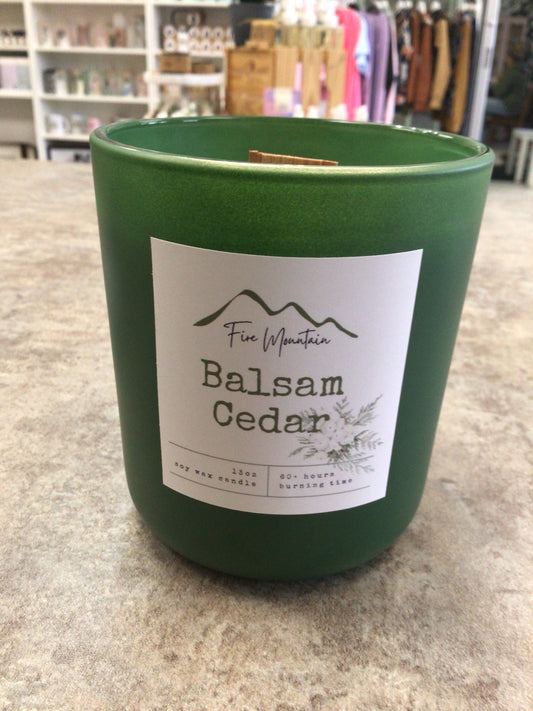 Fire Mountain
Balsam
Cedar
13oz
soy wax candle
60+ hours
burning time